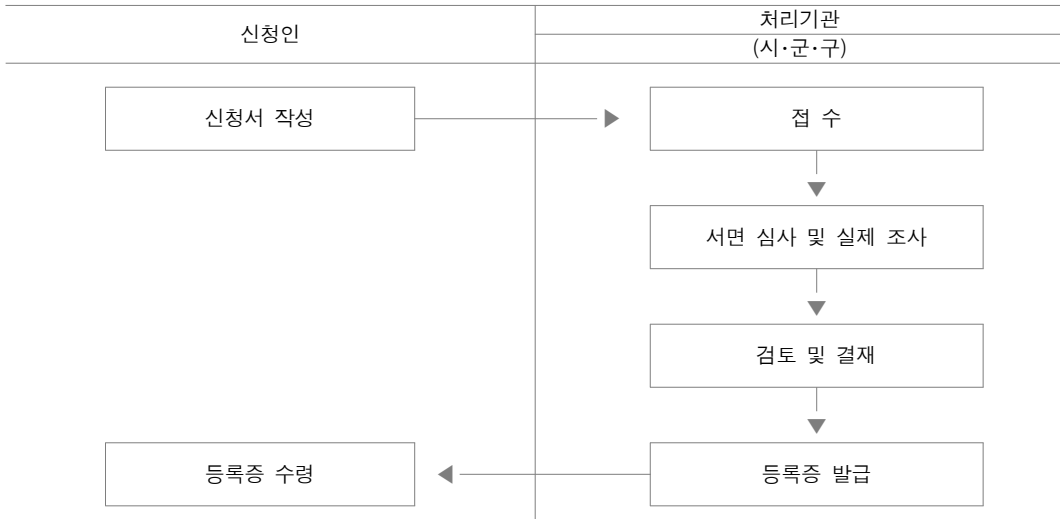 신청인
처리기관
(시·군·구)
신청서 작성
접 수
서면 심사 및 실제 조사
검토 및 결재
등록증 수령
등록증 발급